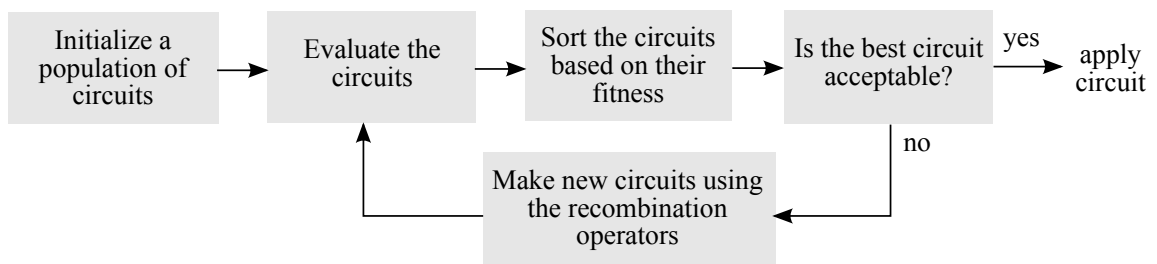 Initialize a
population of
circuits
Evaluate the
circuits
Sort the circuits
based on their
fitness
Is the best circuit
acceptable?
yes
apply
circuit
no
Make new circuits using
the recombination
operators